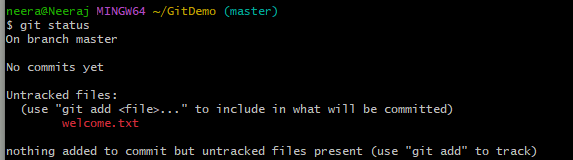 neera@Neeraj MINGW64 ~/GitDemo (master)
$ git status
On branch master
No commits yet
Untracked files:
(use "git add <file>..." to include in what will be committed)
welcome.txt
nothing added to commit but untracked files present (use "git add" to track)